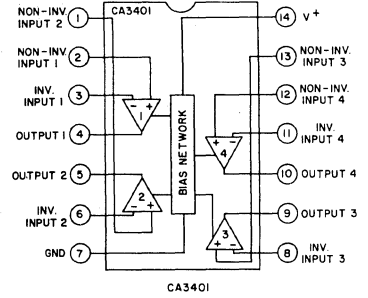 CA3401
NON-INV.
INPUT 2
1
NON-INV.
INPUT 1
2
INV.
INPUT 1
3
OUTPUT 1
4
OUTPUT 2
5
INV.
INPUT 2
6
GND
7
- +
1
- +
2
BIAS NETWORK
+ -
4
+ -
3
14
V+
13
NON-INV.
INPUT 3
12
NON-INV.
INPUT 4
11
INV.
INPUT 4
10
OUTPUT 4
9
OUTPUT 3
8
INV.
INPUT 3
CA3401